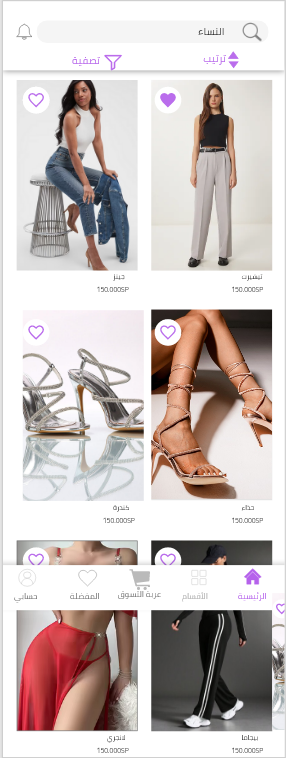 النساء
ترتيب
تصفية
تيشيرت
150.000SP
جينز
150.000SP
حذاء
150.000SP
كندرة
150.000SP
الرئيسية
الأقسام
عربة التسوق
المفضلة
حسابي
بيجاما
150.000SP
لانجري
150.000SP